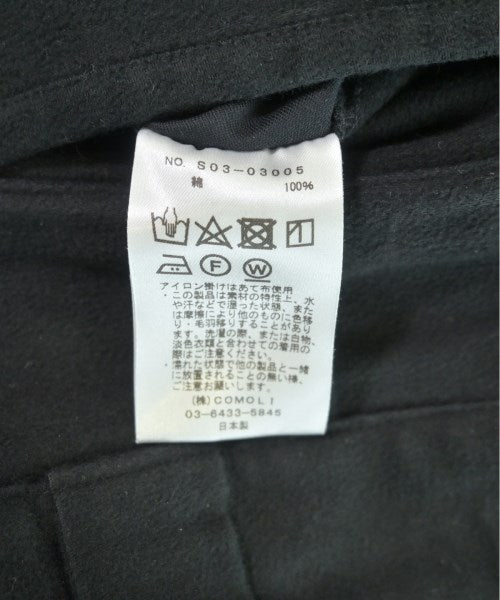 NO. S03-03005
綿 100%
F W
アイロン掛けはあて布使用
・この製品は素材の特性上、水
や汗などで湿った状態、また
は摩擦により他のものに色移
り・毛羽移りすることがあり
ます。洗濯の際、または白物、
淡色衣類と合わせての着用の
際はご注意ください。
・濡れた状態で他の製品と一緒
に放置されることの無い様、
ご注意お願いします。
(株) COMOLI
03-6433-5845
日本製